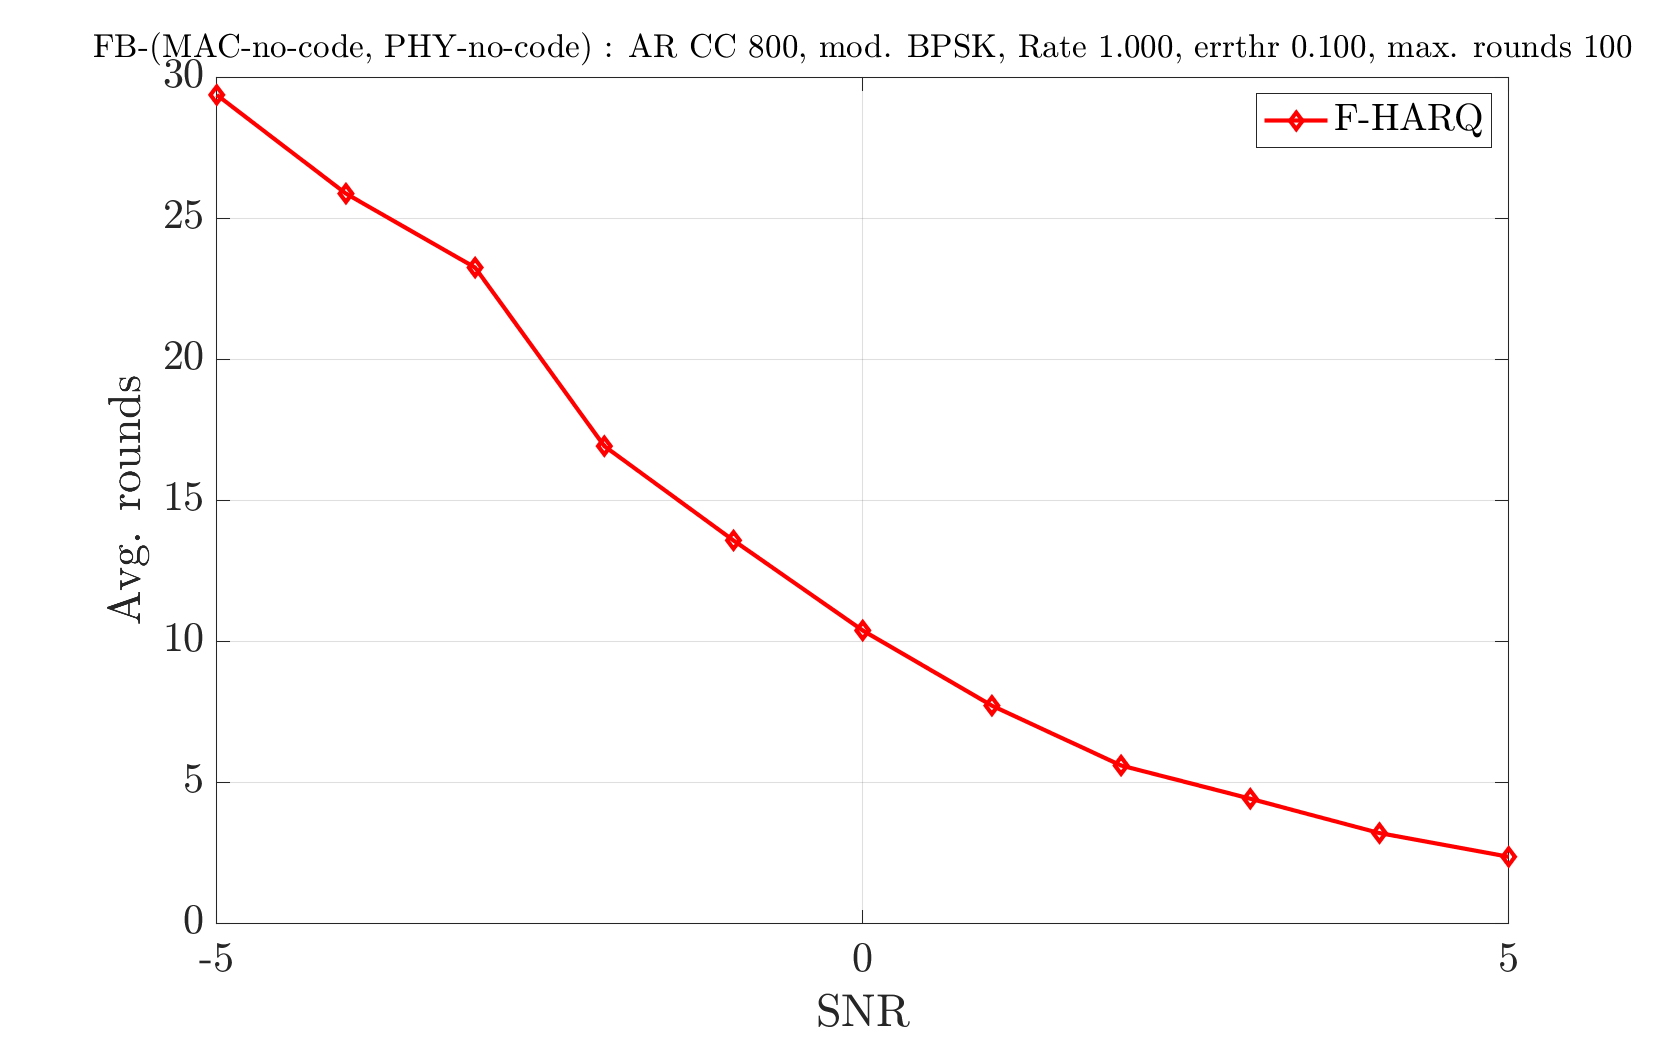 FB-(MAC-no-code, PHY-no-code) : AR CC 800, mod. BPSK, Rate 1.000, errthr 0.100, max. rounds 100
F-HARQ
30
25
20
15
10
5
0
Avg. rounds
-5 0 5
SNR